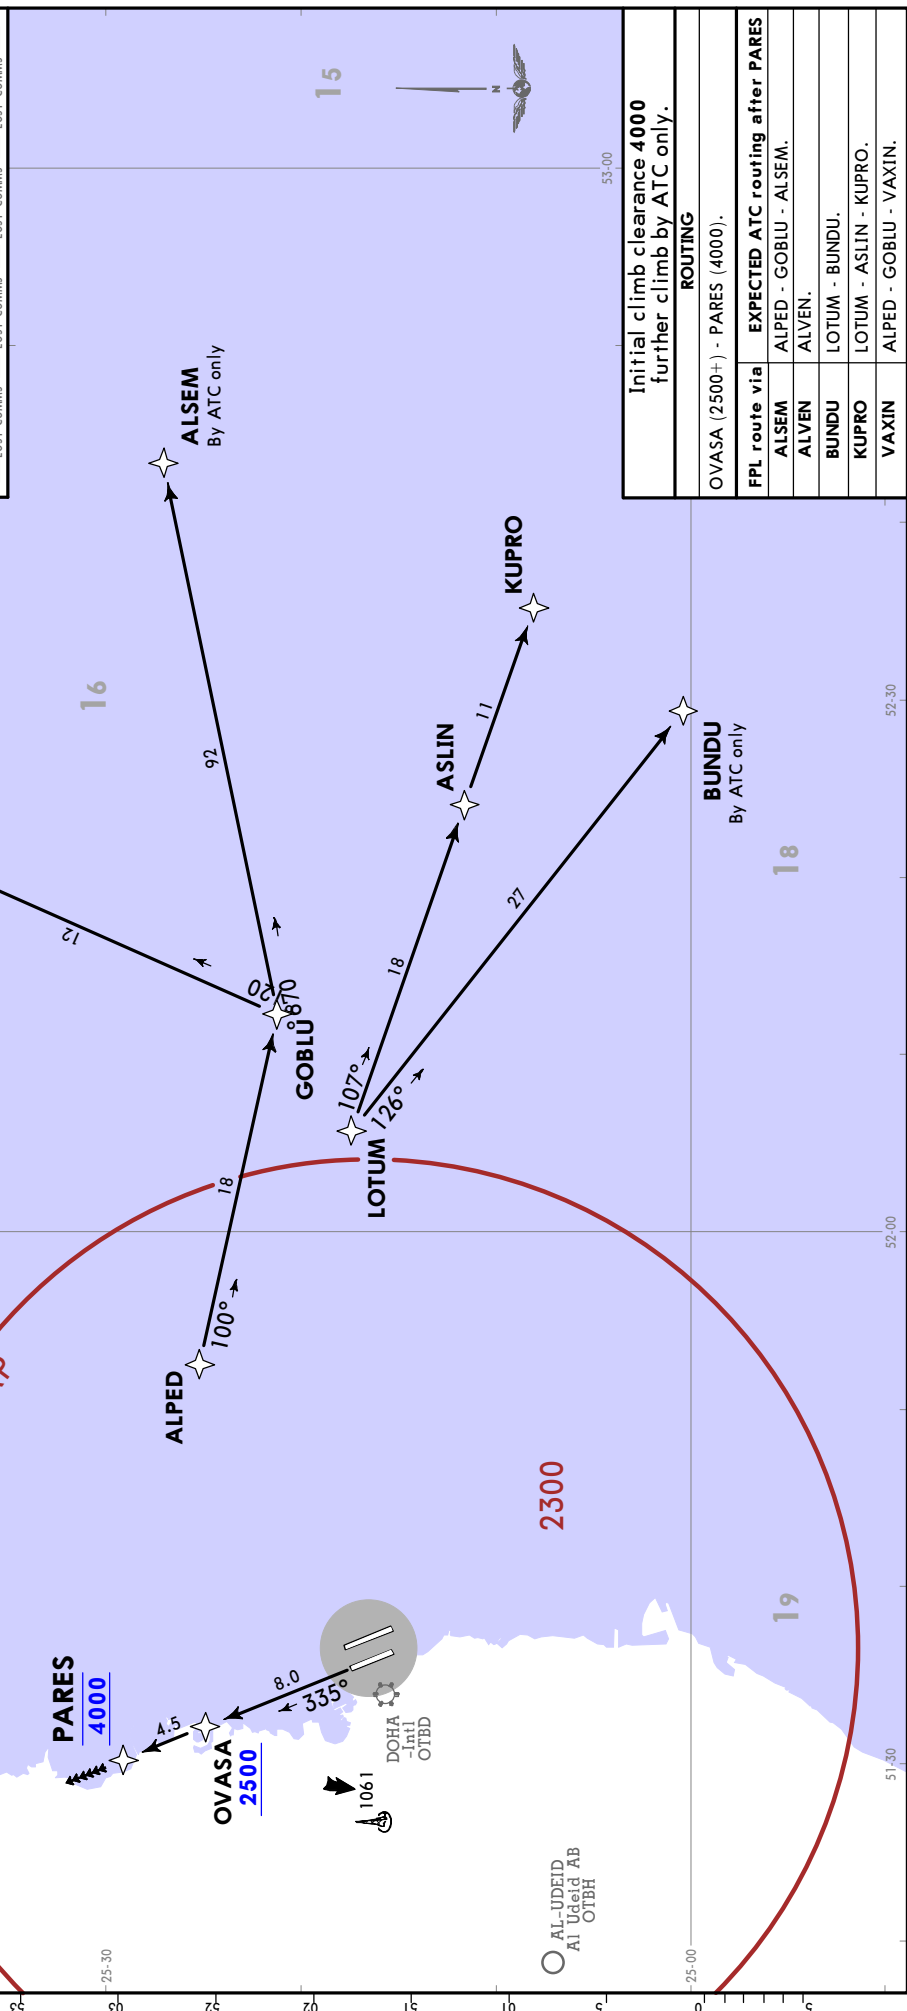 15
N
53-00
Initial climb clearance 4000
further climb by ATC only.
ROUTING
OVASA (2500+) - PARES (4000).
FPL route via EXPECTED ATC routing after PARES
ALSEM ALPED - GOBLU - ALSEM.
ALVEN ALVEN.
BUNDU LOTUM - BUNDU.
KUPRO LOTUM - ASLIN - KUPRO.
VAXIN ALPED - GOBLU - VAXIN.
ALSEM
By ATC only
16
92
KUPRO
11
ASLIN
52-30
BUNDU
By ATC only
18
27
18
12
020
078°
GOBLU
107°
126°
LOTUM
18
100°
ALPED
52-00
2300
19
PARES
4000
4.5
8.0
335°
OVASA
2500
DOHA
-Intl
OTBD
1061
AL-UDEID
Al Udeid AB
OTBH
51-30
25-30
25-00